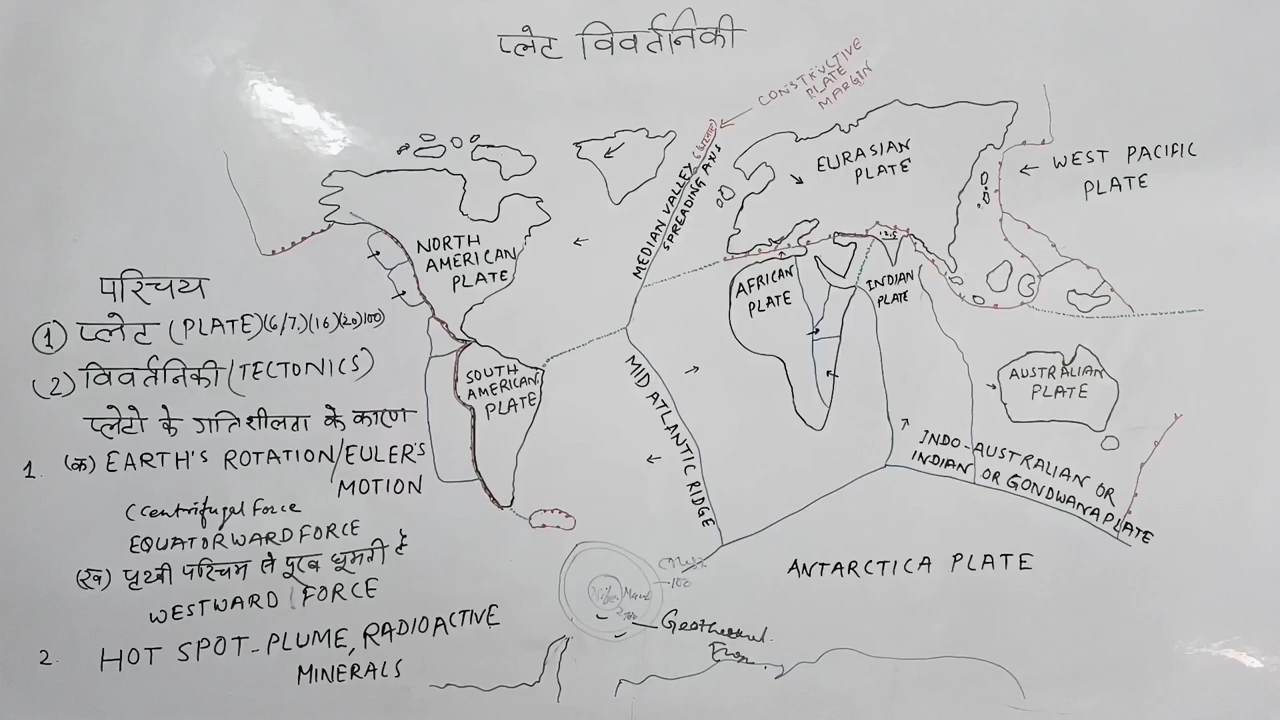 प्लेट विवर्तनिकी
CONSTRUCTIVE
PLATE
MARGIN
MEDIAN VALLEY
SPREADING AXIS
EURASIAN
PLATE
WEST PACIFIC
PLATE
NORTH
AMERICAN
PLATE
AFRICAN
PLATE
INDIAN
PLATE
SOUTH
AMERICAN
PLATE
AUSTRALIAN
PLATE
MID ATLANTIC RIDGE
INDO-AUSTRALIAN OR
INDIAN OR GONDWANA PLATE
ANTARCTICA PLATE
परिचय
(1) प्लेट (PLATE)(6/7)(16)(20)(100)
(2) विवर्तनिकी (TECTONICS)
प्लेटो के गतिशीलता के कारण
1. (क) EARTH'S ROTATION/EULER'S
MOTION
(Centrifugal Force
EQUATORWARD FORCE
(ख) पृथ्वी पश्चिम से पूरब घूमती है
WESTWARD FORCE
2. HOT SPOT-PLUME, RADIOACTIVE
MINERALS
100